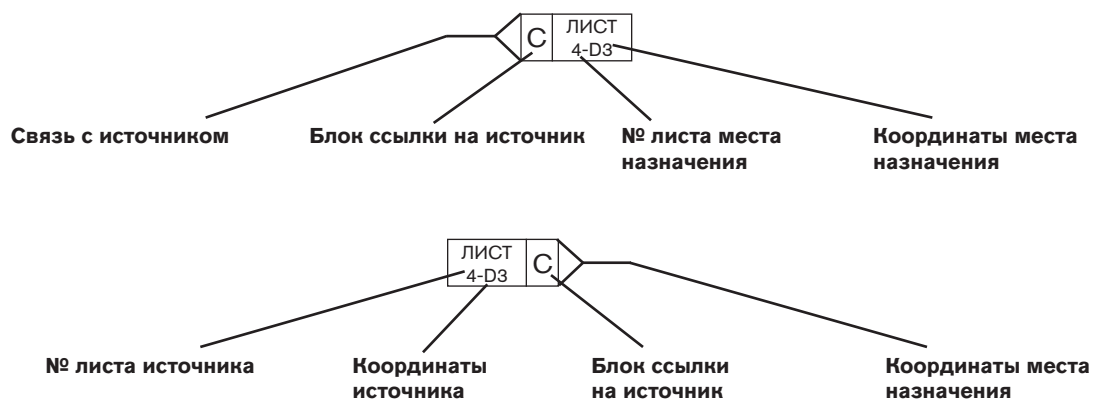 С ЛИСТ
4-D3
Связь с источником Блок ссылки на источник № листа места назначения Координаты места назначения
ЛИСТ С
4-D3
№ листа источника Координаты источника Блок ссылки на источник Координаты места назначения